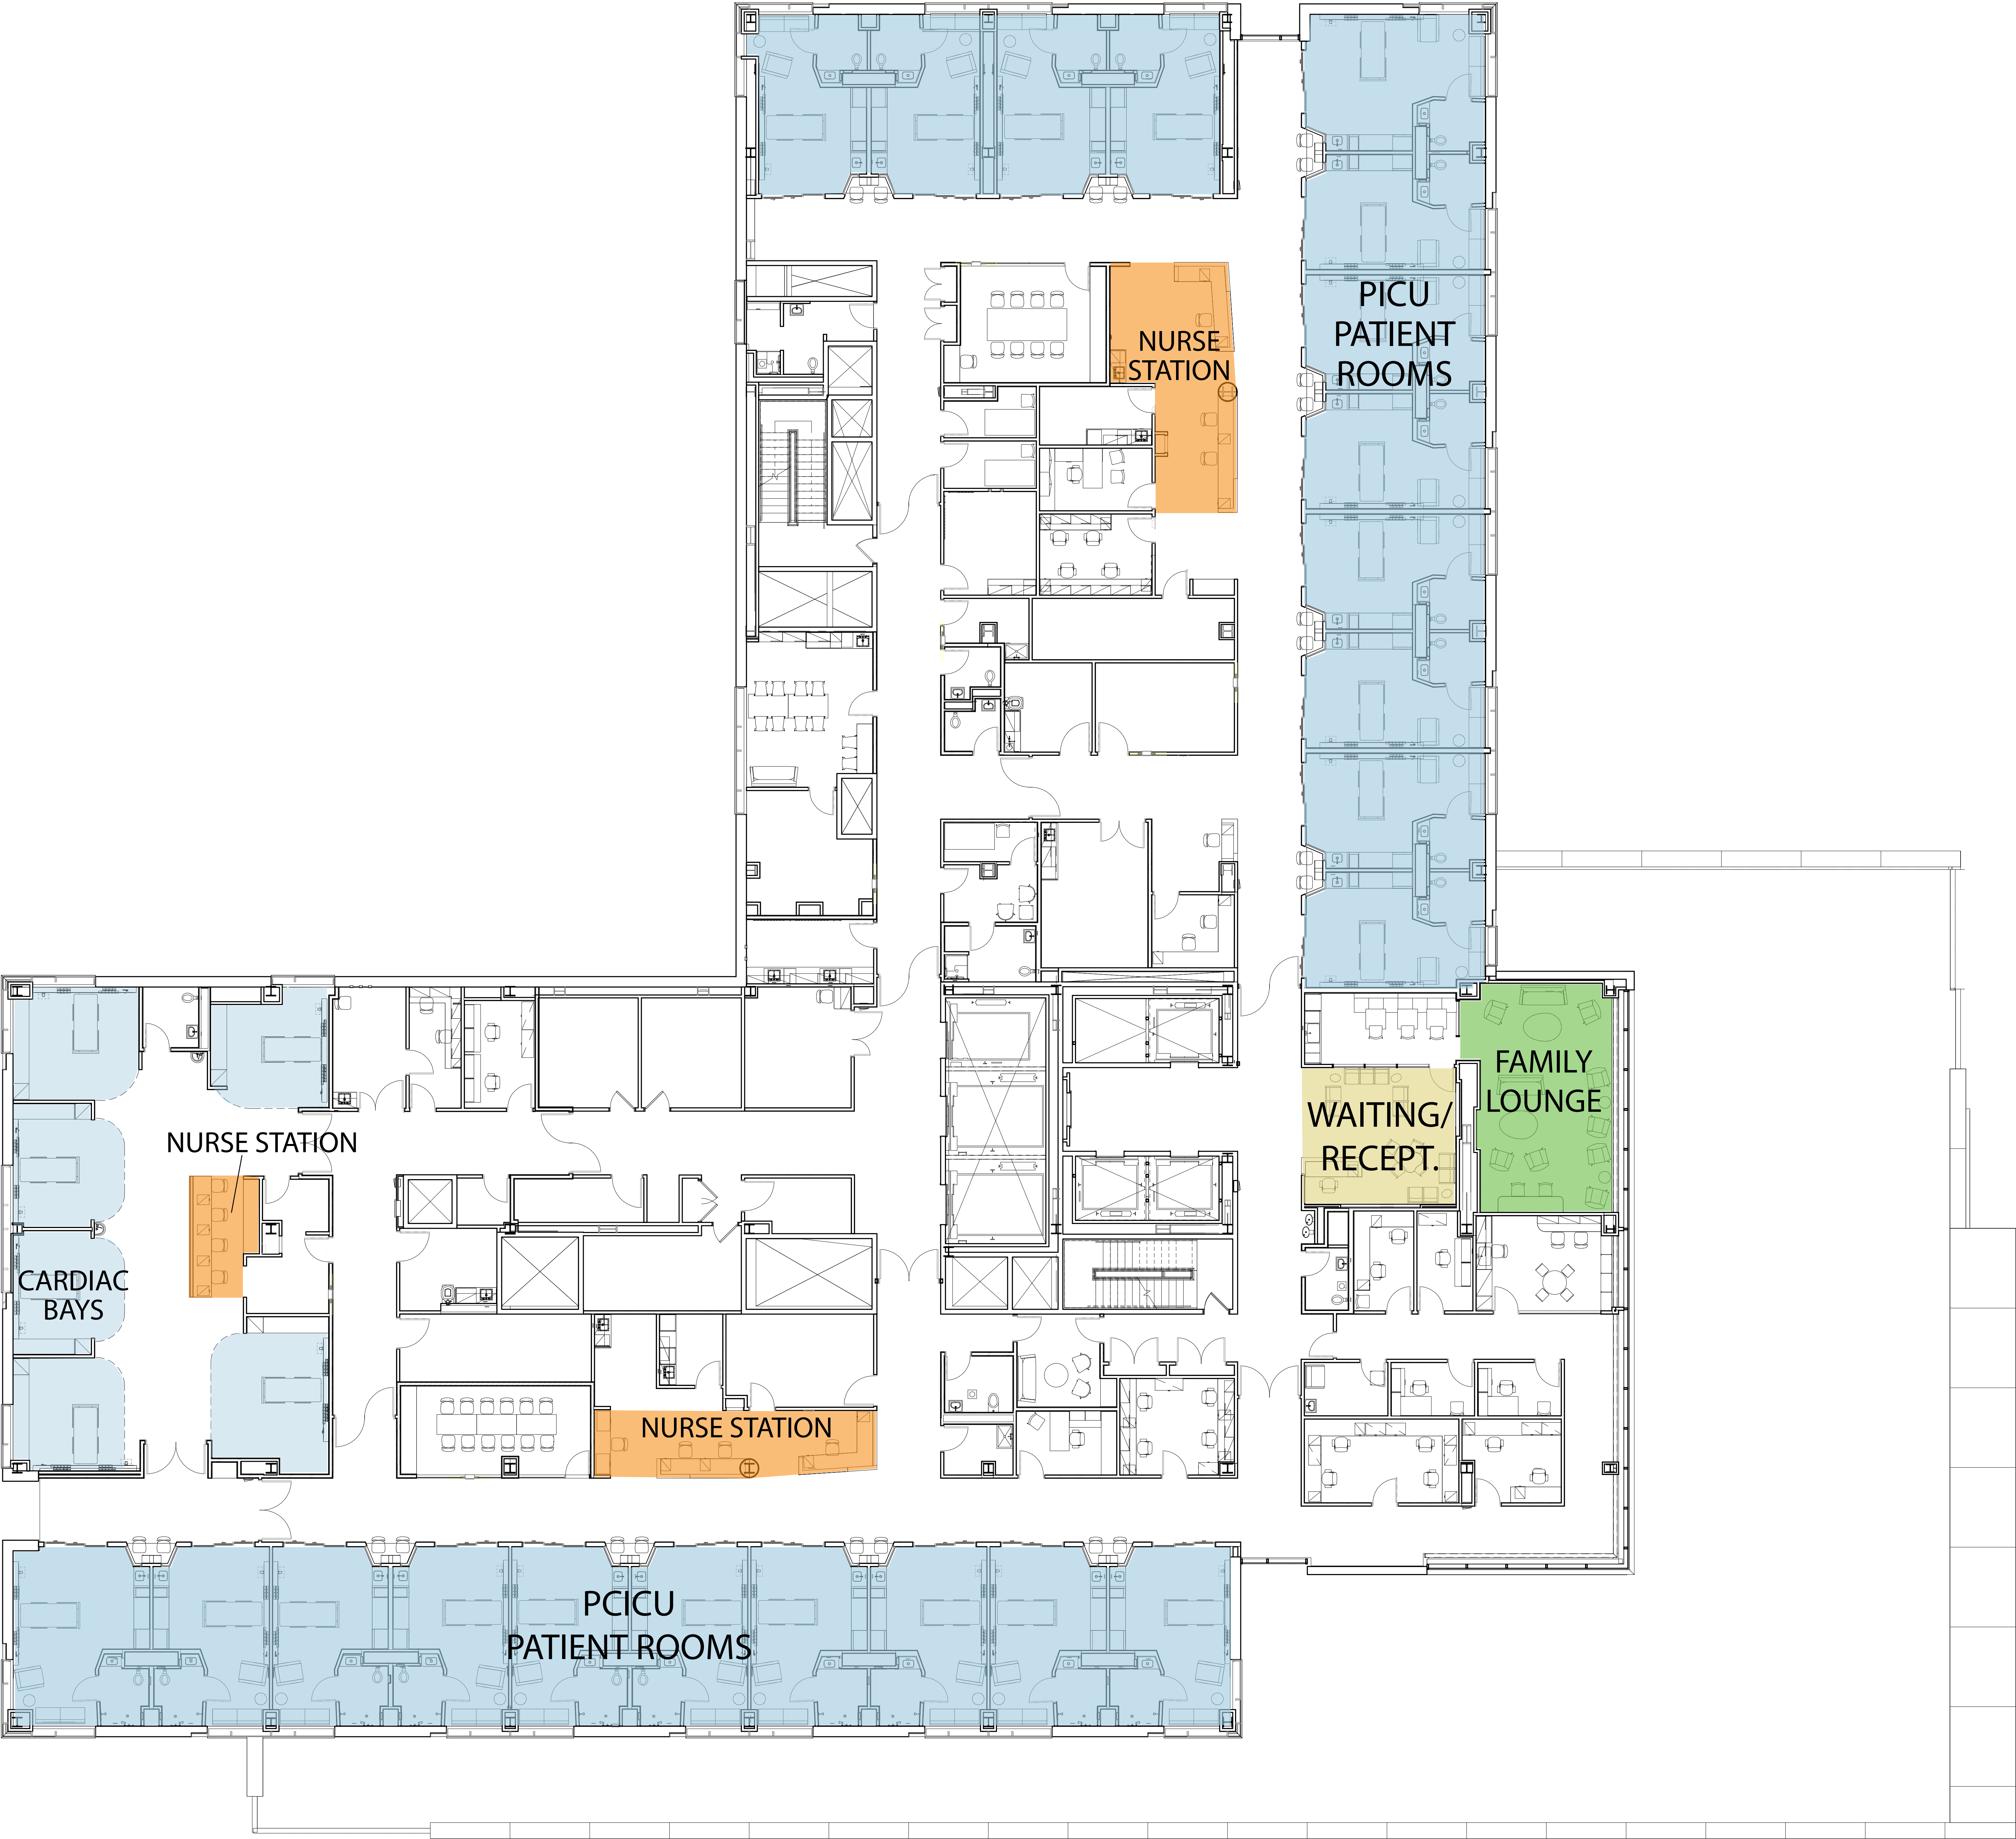 PICU
PATIENT
ROOMS
NURSE
STATION
FAMILY
LOUNGE
WAITING/
RECEPT.
NURSE STATION
CARDIAC
BAYS
NURSE STATION
PCICU
PATIENT ROOMS